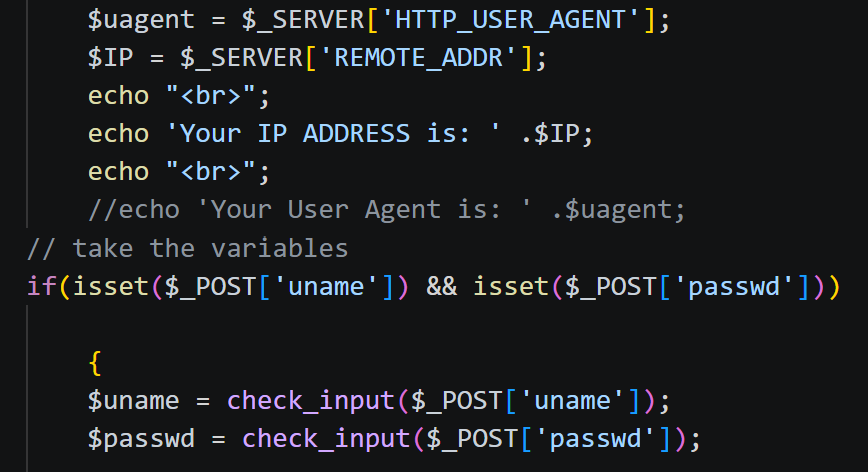 $uagent = $_SERVER['HTTP_USER_AGENT'];
$IP = $_SERVER['REMOTE_ADDR'];
echo "<br>";
echo 'Your IP ADDRESS is: ' .$IP;
echo "<br>";
//echo 'Your User Agent is: ' .$uagent;
// take the variables
if(isset($_POST['uname']) && isset($_POST['passwd']))
{
$uname = check_input($_POST['uname']);
$passwd = check_input($_POST['passwd']);